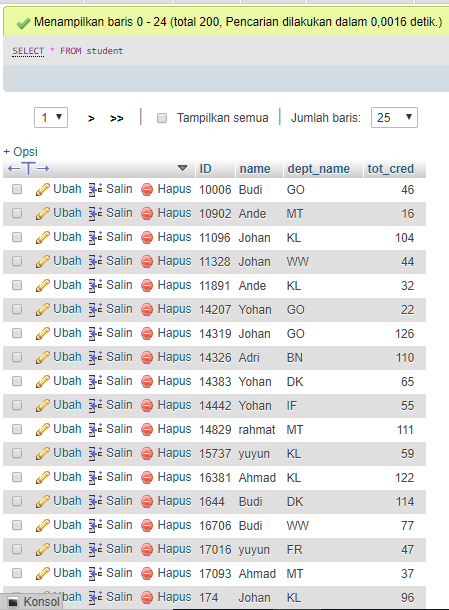 Menampilkan baris 0 - 24 (total 200, Pencarian dilakukan dalam 0,0016 detik.)
SELECT * FROM student
1 > >> Tampilkan semua Jumlah baris: 25
+ Opsi
←T→ ID name dept_name tot_cred
Ubah Salin Hapus 10006 Budi GO 46
Ubah Salin Hapus 10902 Ande MT 16
Ubah Salin Hapus 11096 Johan KL 104
Ubah Salin Hapus 11328 Johan WW 44
Ubah Salin Hapus 11891 Ande KL 32
Ubah Salin Hapus 14207 Yohan GO 22
Ubah Salin Hapus 14319 Johan GO 126
Ubah Salin Hapus 14326 Adri BN 110
Ubah Salin Hapus 14383 Yohan DK 65
Ubah Salin Hapus 14442 Yohan IF 55
Ubah Salin Hapus 14829 rahmat MT 111
Ubah Salin Hapus 15737 yuyun KL 59
Ubah Salin Hapus 16381 Ahmad KL 122
Ubah Salin Hapus 1644 Budi DK 114
Ubah Salin Hapus 16706 Budi WW 77
Ubah Salin Hapus 17016 yuyun FR 47
Ubah Salin Hapus 17093 Ahmad MT 37
Konsol Salin Hapus 174 Johan KL 96